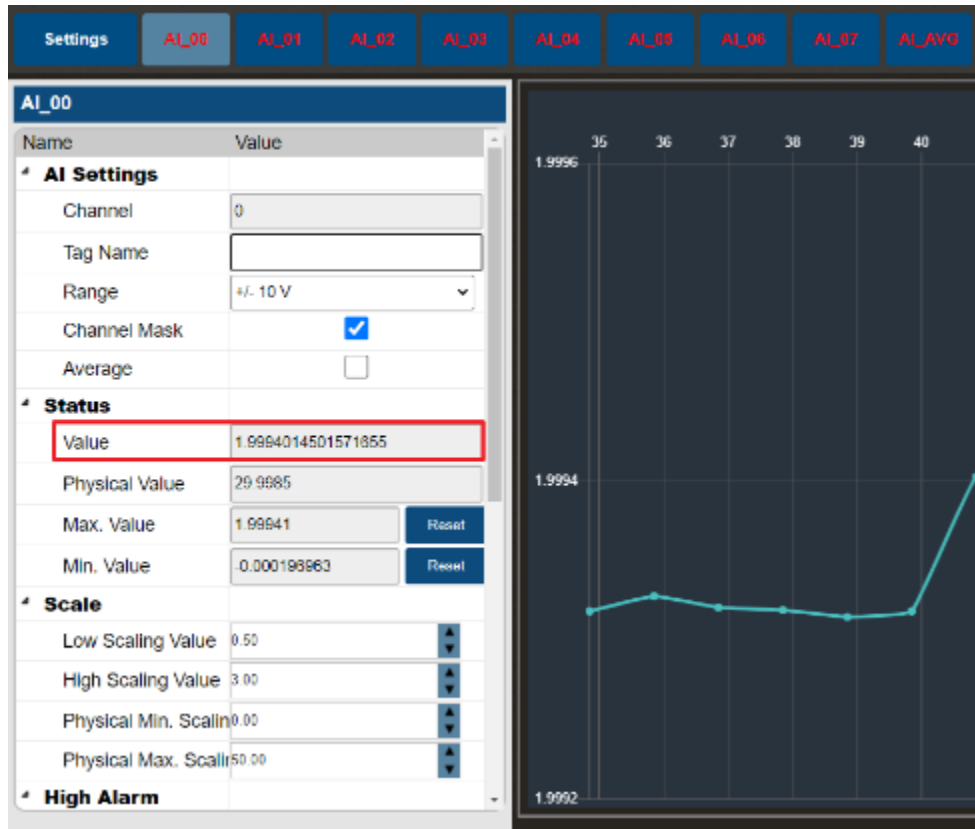 Settings AI_00 AI_01 AI_02 AI_03 AI_04 AI_05 AI_06 AI_07 AI_AVG
AI_00
Name Value
AI Settings
Channel 0
Tag Name
Range +/- 10 V
Channel Mask
Average
Status
Value 1.9994014501571655
Physical Value 29.9985
Max. Value 1.99941 Reset
Min. Value -0.000196963 Reset
Scale
Low Scaling Value 0.50
High Scaling Value 3.00
Physical Min. Scalin 0.00
Physical Max. Scalin 50.00
High Alarm
35 36 37 38 39 40
1.9996
1.9994
1.9992